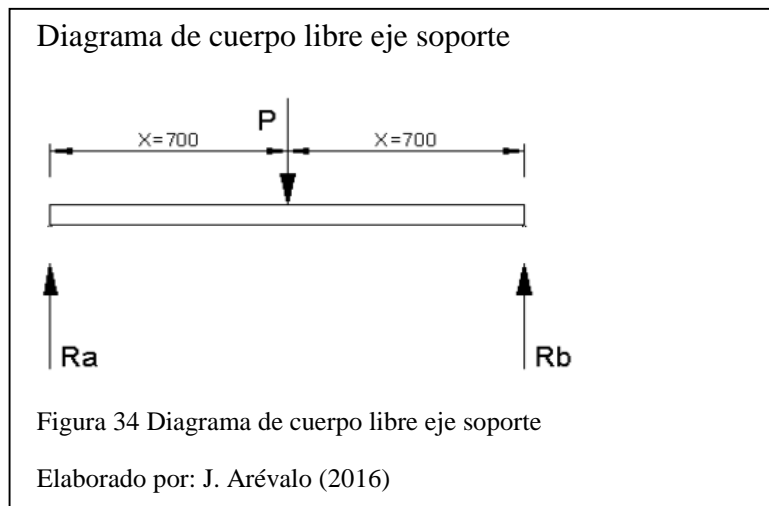 Diagrama de cuerpo libre eje soporte
P
X=700 X=700
Ra Rb
Figura 34 Diagrama de cuerpo libre eje soporte
Elaborado por: J. Arévalo (2016)